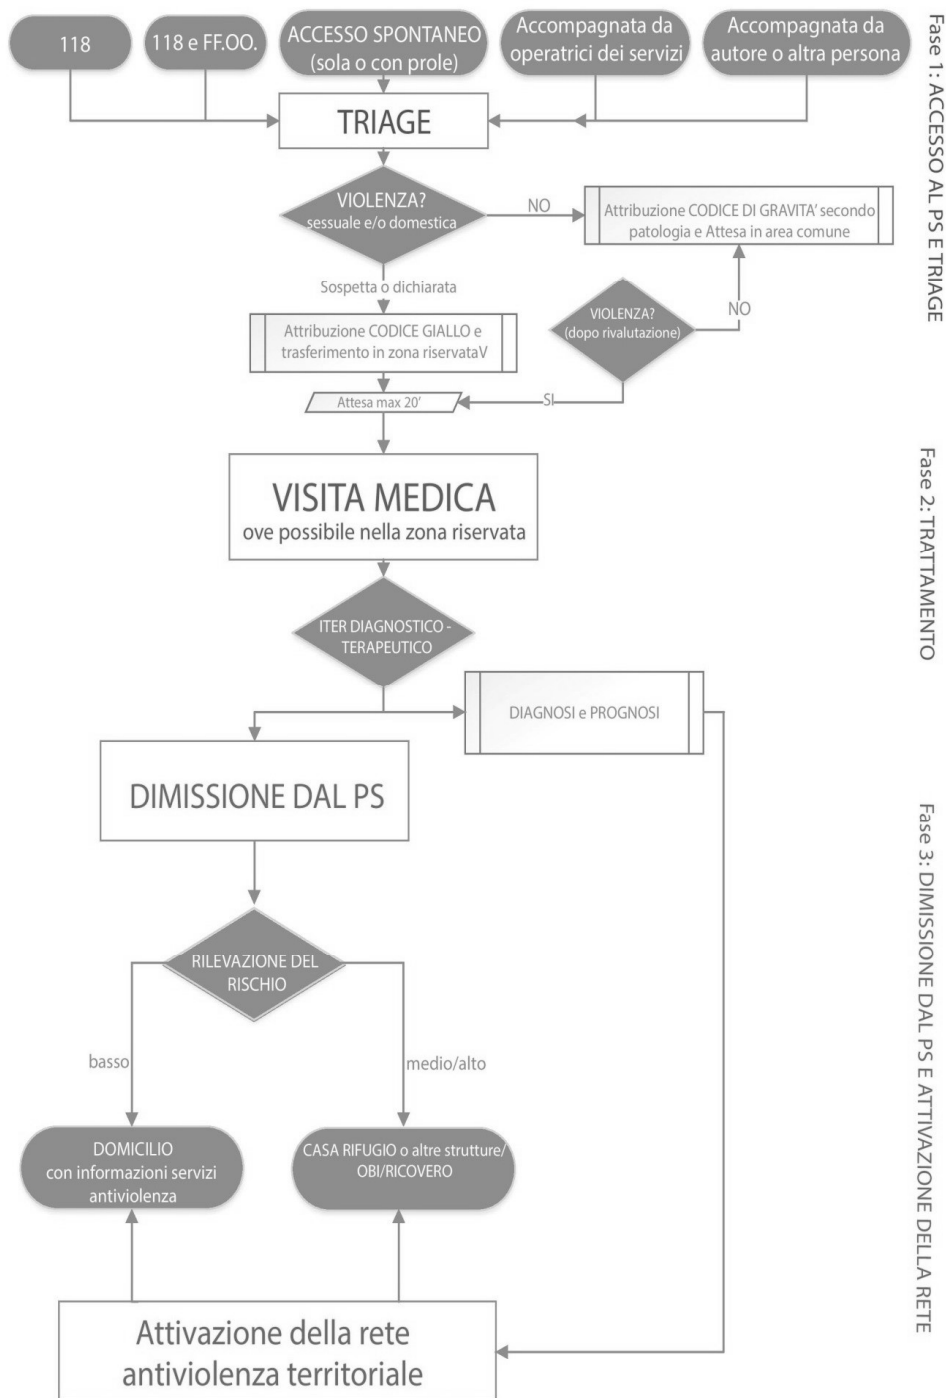 118
118 e FF.OO.
ACCESSO SPONTANEO
(sola o con prole)
Accompagnata da
operatrici dei servizi
Accompagnata da
autore o altra persona
Fase 1: ACCESSO AL PS E TRIAGE
TRIAGE
VIOLENZA?
sessuale e/o domestica
NO
Attribuzione CODICE DI GRAVITA' secondo
patologia e Attesa in area comune
Sospetta o dichiarata
VIOLENZA?
(dopo rivalutazione)
NO
Attribuzione CODICE GIALLO e
trasferimento in zona riservataV
Attesa max 20'
SI
Fase 2: TRATTAMENTO
VISITA MEDICA
ove possibile nella zona riservata
ITER DIAGNOSTICO -
TERAPEUTICO
DIAGNOSI e PROGNOSI
Fase 3: DIMISSIONE DAL PS E ATTIVAZIONE DELLA RETE
DIMISSIONE DAL PS
RILEVAZIONE DEL
RISCHIO
basso
medio/alto
DOMICILIO
con informazioni servizi
antiviolenza
CASA RIFUGIO o altre strutture/
OBI/RICOVERO
Attivazione della rete
antiviolenza territoriale